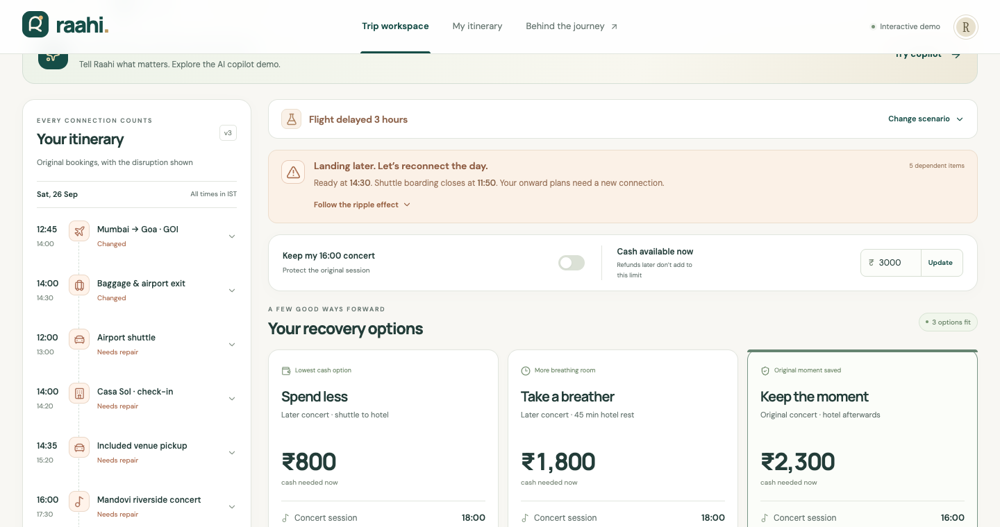 raahi.
Trip workspace
My itinerary
Behind the journey
Interactive demo
R
Tell Raahi what matters. Explore the AI copilot demo.
Try copilot
EVERY CONNECTION COUNTS
Your itinerary
v3
Original bookings, with the disruption shown
Sat, 26 Sep
All times in IST
12:45
14:00
Mumbai → Goa · GOI
Changed
14:00
14:30
Baggage & airport exit
Changed
12:00
13:00
Airport shuttle
Needs repair
14:00
14:20
Casa Sol · check-in
Needs repair
14:35
15:20
Included venue pickup
Needs repair
16:00
17:30
Mandovi riverside concert
Needs repair
Flight delayed 3 hours
Change scenario
Landing later. Let's reconnect the day.
5 dependent items
Ready at 14:30. Shuttle boarding closes at 11:50. Your onward plans need a new connection.
Follow the ripple effect
Keep my 16:00 concert
Protect the original session
Cash available now
Refunds later don't add to
this limit
₹ 3000
Update
A FEW GOOD WAYS FORWARD
Your recovery options
3 options fit
Lowest cash option
Spend less
Later concert · shuttle to hotel
₹800
cash needed now
Concert session 18:00
More breathing room
Take a breather
Later concert · 45 min hotel rest
₹1,800
cash needed now
Concert session 18:00
Original moment saved
Keep the moment
Original concert · hotel afterwards
₹2,300
cash needed now
Concert session 16:00